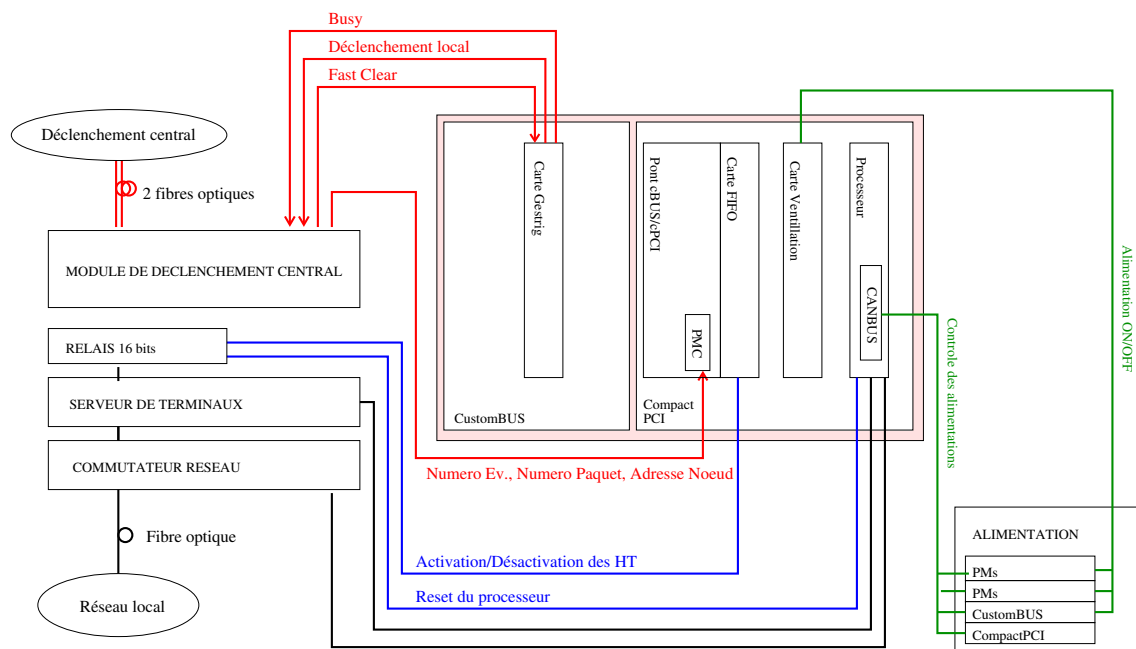 Busy
Déclenchement local
Fast Clear
Déclenchement central
2 fibres optiques
MODULE DE DECLENCHEMENT CENTRAL
RELAIS 16 bits
SERVEUR DE TERMINAUX
COMMUTATEUR RESEAU
Fibre optique
Réseau local
Carte Gestrig
CustomBUS
Pont cBUS/cPCI
Carte FIFO
PMC
Carte Ventillation
Processeur
CANBUS
Compact
PCI
Numero Ev., Numero Paquet, Adresse Noeud
Activation/Désactivation des HT
Reset du processeur
Controle des alimentations
Alimentation ON/OFF
ALIMENTATION
PMs
PMs
CustomBUS
CompactPCI